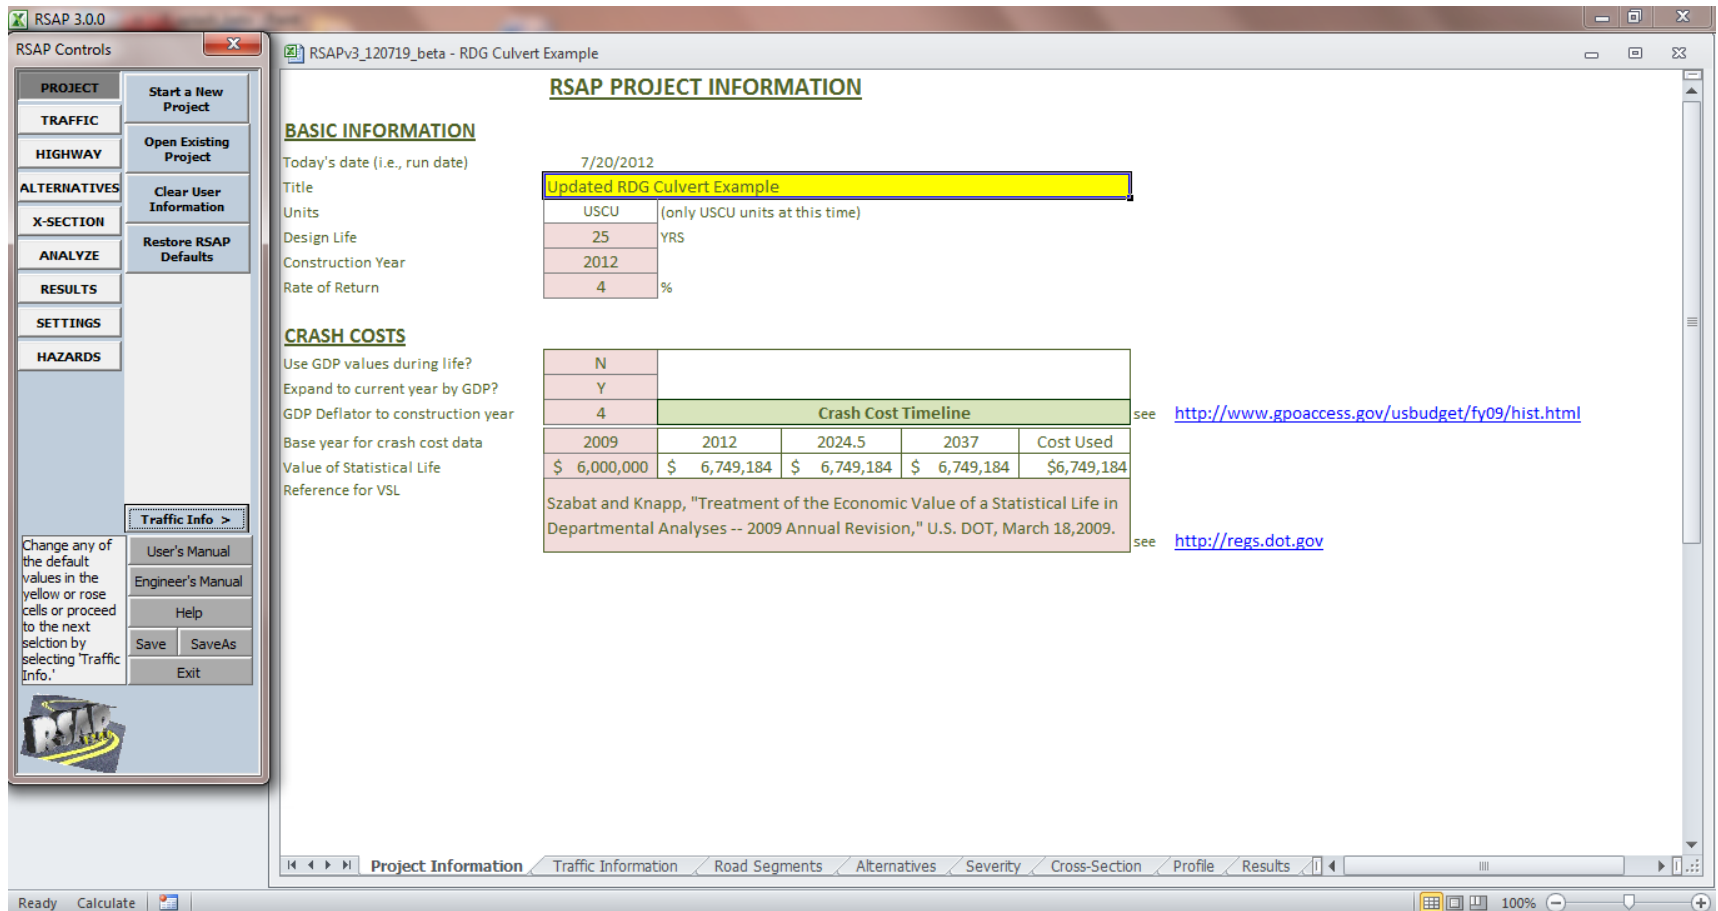 RSAP 3.0.0
RSAP Controls
PROJECT
TRAFFIC
HIGHWAY
ALTERNATIVES
X-SECTION
ANALYZE
RESULTS
SETTINGS
HAZARDS
Start a New
Project
Open Existing
Project
Clear User
Information
Restore RSAP
Defaults
Traffic Info >
Change any of
the default
values in the
yellow or rose
cells or proceed
to the next
selction by
selecting 'Traffic
Info.'
User's Manual
Engineer's Manual
Help
Save SaveAs
Exit
RSAP
RSAPv3_120719_beta - RDG Culvert Example
RSAP PROJECT INFORMATION
BASIC INFORMATION
Today's date (i.e., run date) 7/20/2012
Title Updated RDG Culvert Example
Units USCU (only USCU units at this time)
Design Life 25 YRS
Construction Year 2012
Rate of Return 4 %
CRASH COSTS
Use GDP values during life? N
Expand to current year by GDP? Y
GDP Deflator to construction year 4 Crash Cost Timeline see http://www.gpoaccess.gov/usbudget/fy09/hist.html
Base year for crash cost data 2009 2012 2024.5 2037 Cost Used
Value of Statistical Life $ 6,000,000 $ 6,749,184 $ 6,749,184 $ 6,749,184 $6,749,184
Reference for VSL
Szabat and Knapp, "Treatment of the Economic Value of a Statistical Life in
Departmental Analyses -- 2009 Annual Revision," U.S. DOT, March 18,2009.
see http://regs.dot.gov
Project Information Traffic Information Road Segments Alternatives Severity Cross-Section Profile Results
Ready Calculate 100%